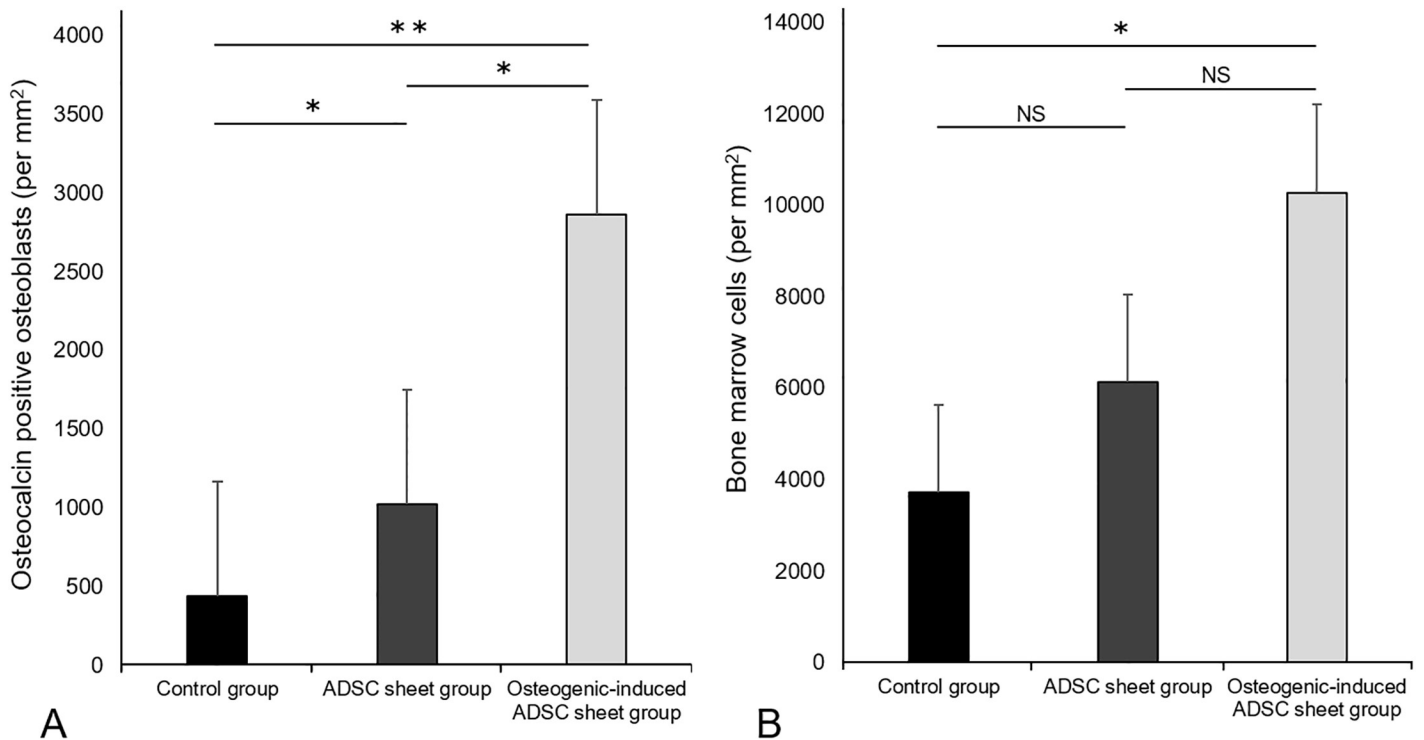 Osteocalcin positive osteoblasts (per mm²)
4000
3500
3000
2500
2000
1500
1000
500
0
**
*
*
Control group
ADSC sheet group
Osteogenic-induced
ADSC sheet group
A
Bone marrow cells (per mm²)
14000
12000
10000
8000
6000
4000
2000
0
*
NS
NS
Control group
ADSC sheet group
Osteogenic-induced
ADSC sheet group
B